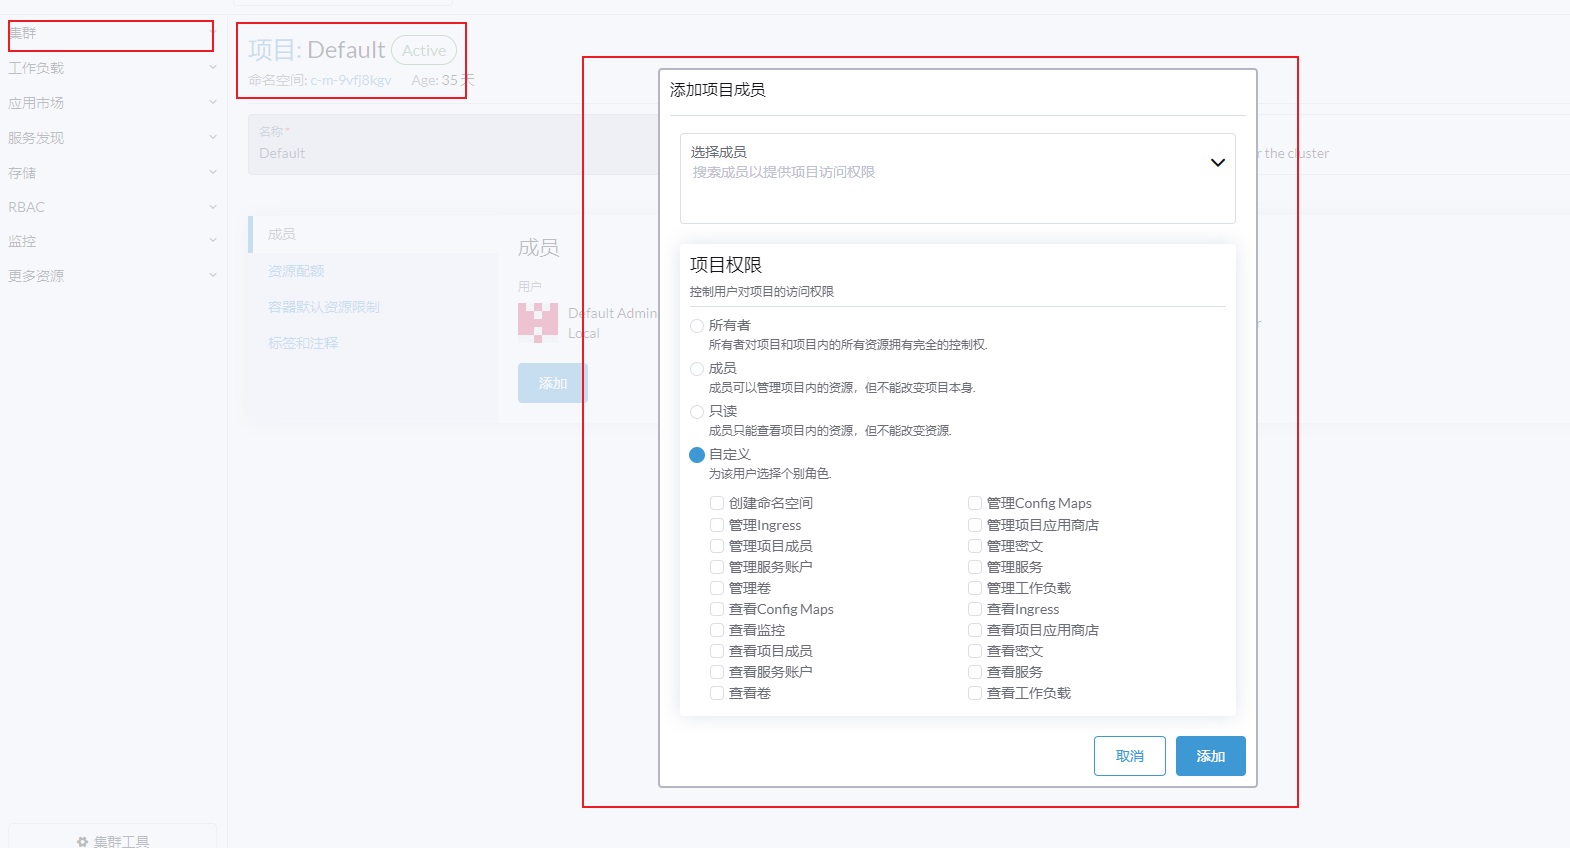 集群
工作负载
应用市场
服务发现
存储
RBAC
监控
更多资源
集群工具
项目: Default Active
命名空间: c-m-9vfj8kgv Age: 35 天
名称*
Default
the cluster
成员
资源配额
容器默认资源限制
标签和注释
成员
用户
Default Admin
Local
添加
添加项目成员
选择成员
搜索成员以提供项目访问权限
项目权限
控制用户对项目的访问权限
所有者
所有者对项目和项目内的所有资源拥有完全的控制权.
成员
成员可以管理项目内的资源，但不能改变项目本身.
只读
成员只能查看项目内的资源，但不能改变资源.
自定义
为该用户选择个别角色.
创建命名空间 管理Config Maps
管理Ingress 管理项目应用商店
管理项目成员 管理密文
管理服务账户 管理服务
管理卷 管理工作负载
查看Config Maps 查看Ingress
查看监控 查看项目应用商店
查看项目成员 查看密文
查看服务账户 查看服务
查看卷 查看工作负载
取消 添加